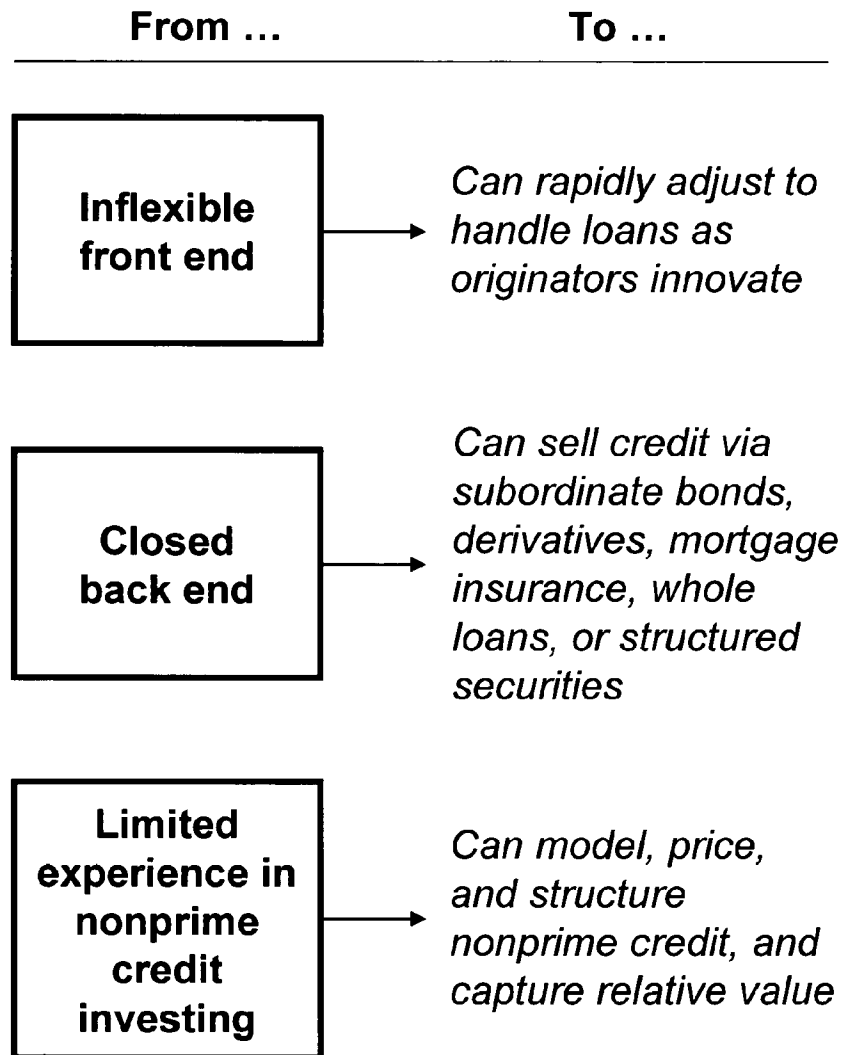 From ... To ...
Inflexible
front end
Can rapidly adjust to
handle loans as
originators innovate
Closed
back end
Can sell credit via
subordinate bonds,
derivatives, mortgage
insurance, whole
loans, or structured
securities
Limited
experience in
nonprime
credit
investing
Can model, price,
and structure
nonprime credit, and
capture relative value